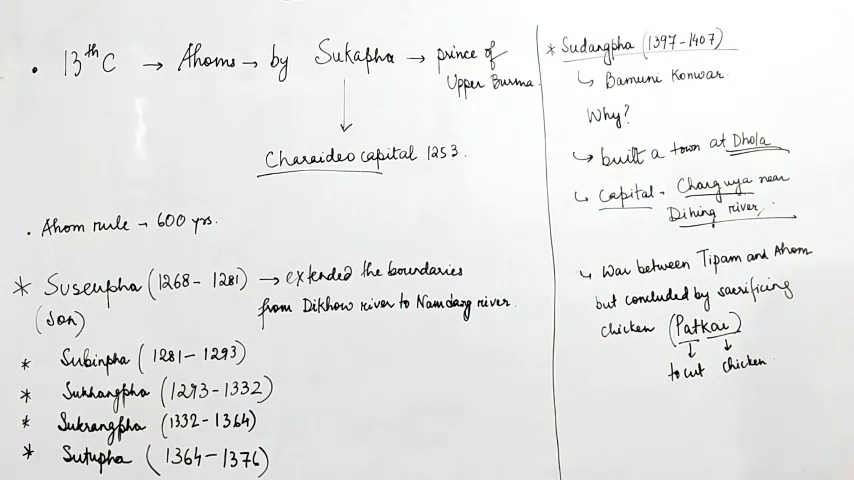 • 13th C → Ahoms → by Sukapha → prince of
Upper Burma.
↓
Charaideo capital 1253.
• Ahom rule → 600 yrs.
* Suseupha (1268 - 1281) → extended the boundaries
(son) from Dikhow river to Namdang river.
* Subinpha (1281 - 1293)
* Sukhangpha (1293 - 1332)
* Sukrangpha (1332 - 1364)
* Sutupha (1364 - 1376)
* Sudangpha (1397 - 1407)
↳ Bamuni Konwar.
Why?
↳ built a town at Dhola
↳ Capital - Charguya near
Dihing river.
↳ War between Tipam and Ahom
but concluded by sacrificing
chicken (Patkai)
↓ ↓
to cut chicken.